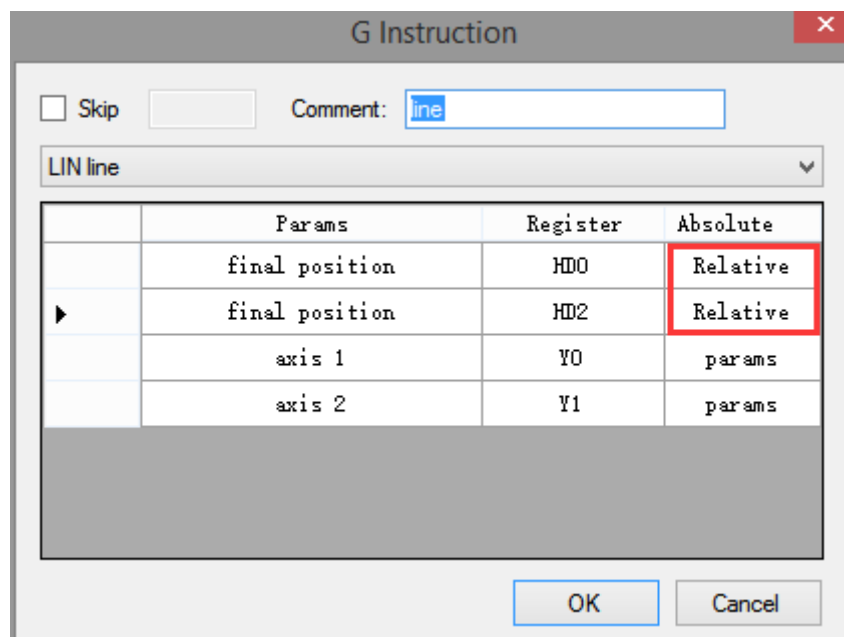 G Instruction
Skip Comment: line
LIN line
Params Register Absolute
final position HD0 Relative
final position HD2 Relative
axis 1 Y0 params
axis 2 Y1 params
OK Cancel